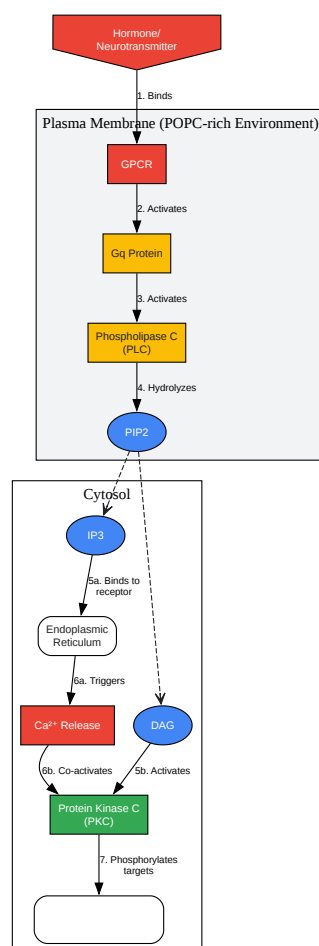 Hormone/
Neurotransmitter
1. Binds
Plasma Membrane (POPC-rich Environment)
GPCR
2. Activates
Gq Protein
3. Activates
Phospholipase C
(PLC)
4. Hydrolyzes
PIP2
Cytosol
IP3
5a. Binds to
receptor
Endoplasmic
Reticulum
6a. Triggers
Ca²⁺ Release
DAG
6b. Co-activates
5b. Activates
Protein Kinase C
(PKC)
7. Phosphorylates
targets